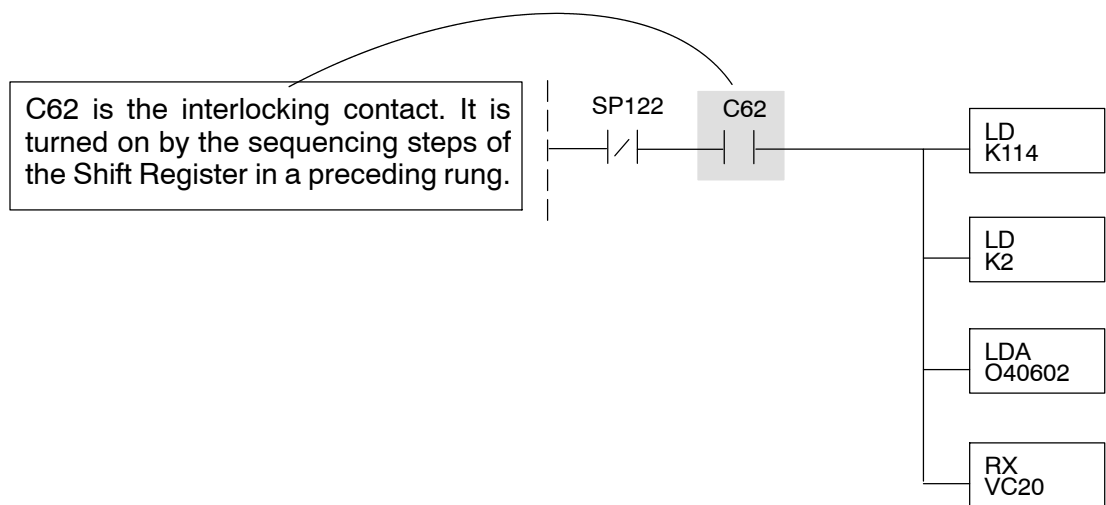 C62 is the interlocking contact. It is
turned on by the sequencing steps of
the Shift Register in a preceding rung.
SP122
C62
LD
K114
LD
K2
LDA
O40602
RX
VC20